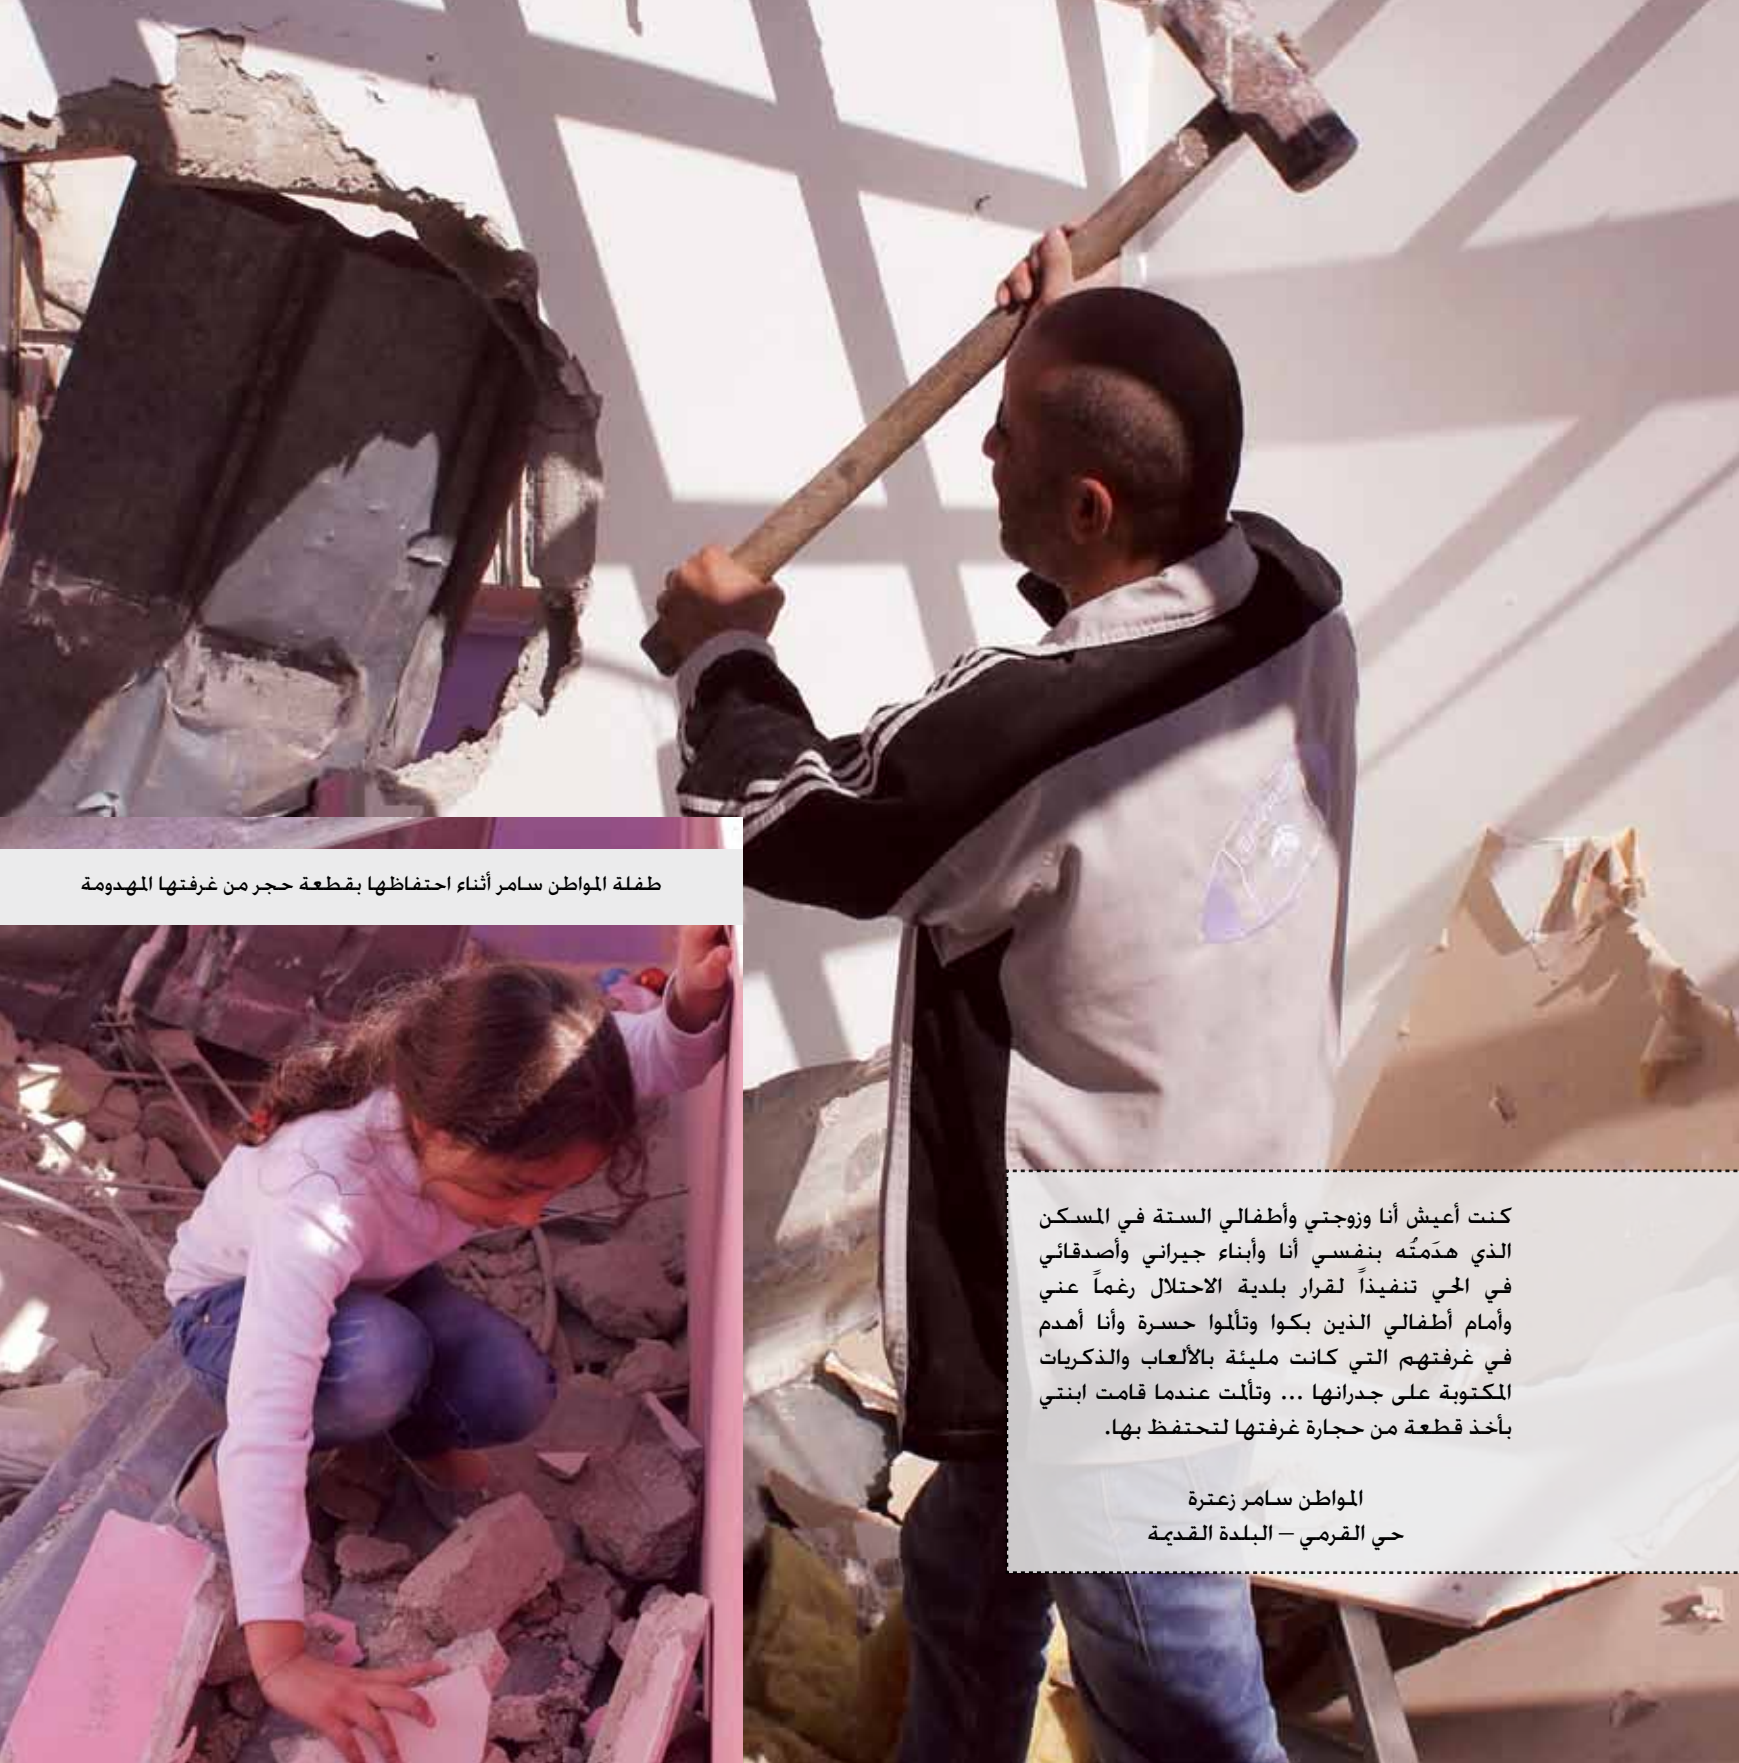 طفلة المواطن سامر أثناء احتفاظها بقطعة حجر من غرفتها المهدومة
كنت أعيش أنا وزوجتي وأطفالي الستة في المسكن
الذي هدَمتُه بنفسي أنا وأبناء جيراني وأصدقائي
في الحي تنفيذاً لقرار بلدية الاحتلال رغماً عني
وأمام أطفالي الذين بكوا وتألموا حسرة وأنا أهدم
في غرفتهم التي كانت مليئة بالألعاب والذكريات
المكتوبة على جدرانها ... وتألمت عندما قامت ابنتي
بأخذ قطعة من حجارة غرفتها لتحتفظ بها.
المواطن سامر زعترة
حي القرمي – البلدة القديمة